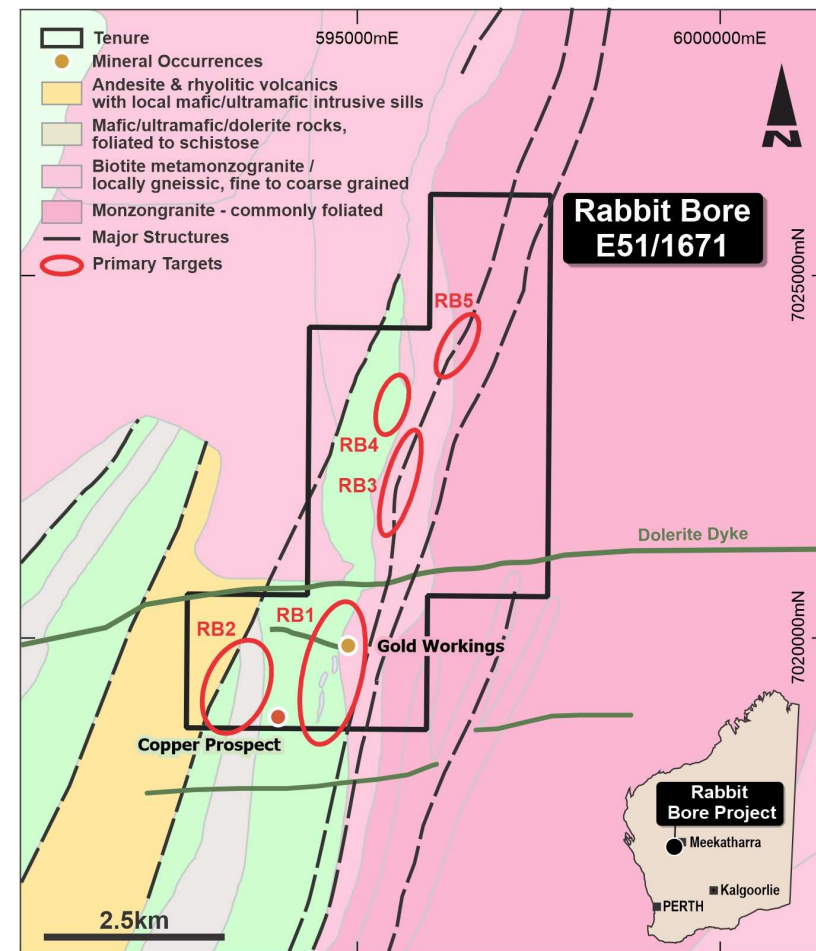 595000mE
6000000mE
Tenure
Mineral Occurrences
Andesite & rhyolitic volcanics
with local mafic/ultramafic intrusive sills
Mafic/ultramafic/dolerite rocks,
foliated to schistose
Biotite metamonzogranite /
locally gneissic, fine to coarse grained
Monzongranite - commonly foliated
Major Structures
Primary Targets
N
Rabbit Bore
E51/1671
7025000mN
RB5
RB4
RB3
Dolerite Dyke
RB1
RB2
Gold Workings
7020000mN
Copper Prospect
Rabbit
Bore Project
Meekatharra
Kalgoorlie
PERTH
2.5km